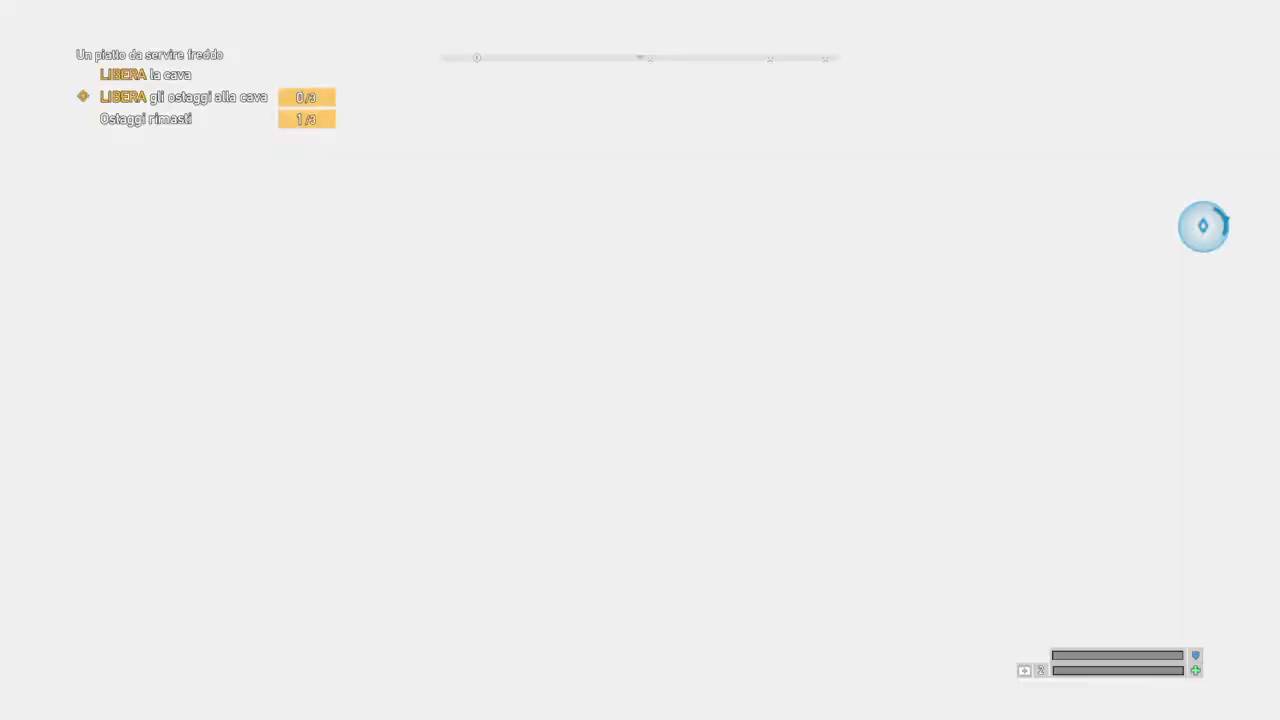 Un piatto da servire freddo
LIBERA la cava
LIBERA gli ostaggi alla cava 0/3
Ostaggi rimasti 1/3
2